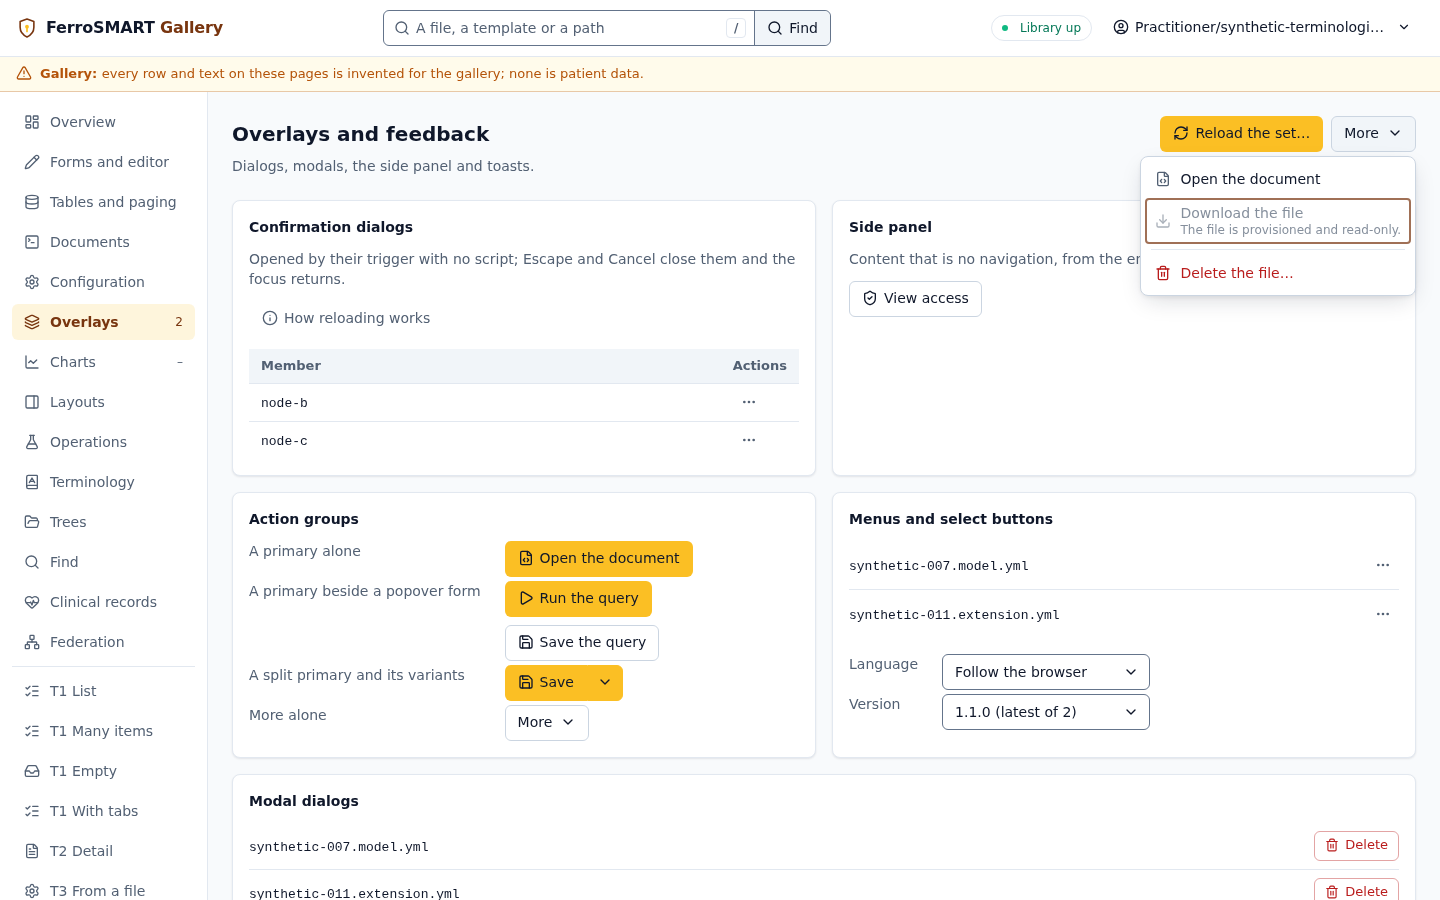 FerroSMART Gallery
A file, a template or a path
/
Find
Library up
Practitioner/synthetic-terminologi...
Gallery: every row and text on these pages is invented for the gallery; none is patient data.
Overview
Forms and editor
Tables and paging
Documents
Configuration
Overlays 2
Charts –
Layouts
Operations
Terminology
Trees
Find
Clinical records
Federation
T1 List
T1 Many items
T1 Empty
T1 With tabs
T2 Detail
T3 From a file
Overlays and feedback
Dialogs, modals, the side panel and toasts.
Reload the set...
More
Open the document
Download the file
The file is provisioned and read-only.
Delete the file...
Confirmation dialogs
Opened by their trigger with no script; Escape and Cancel close them and the
focus returns.
How reloading works
Member Actions
node-b
node-c
Side panel
Content that is no navigation, from the
View access
Action groups
A primary alone
Open the document
A primary beside a popover form
Run the query
Save the query
A split primary and its variants
Save
More alone
More
Menus and select buttons
synthetic-007.model.yml
synthetic-011.extension.yml
Language Follow the browser
Version 1.1.0 (latest of 2)
Modal dialogs
synthetic-007.model.yml Delete
synthetic-011.extension.yml Delete